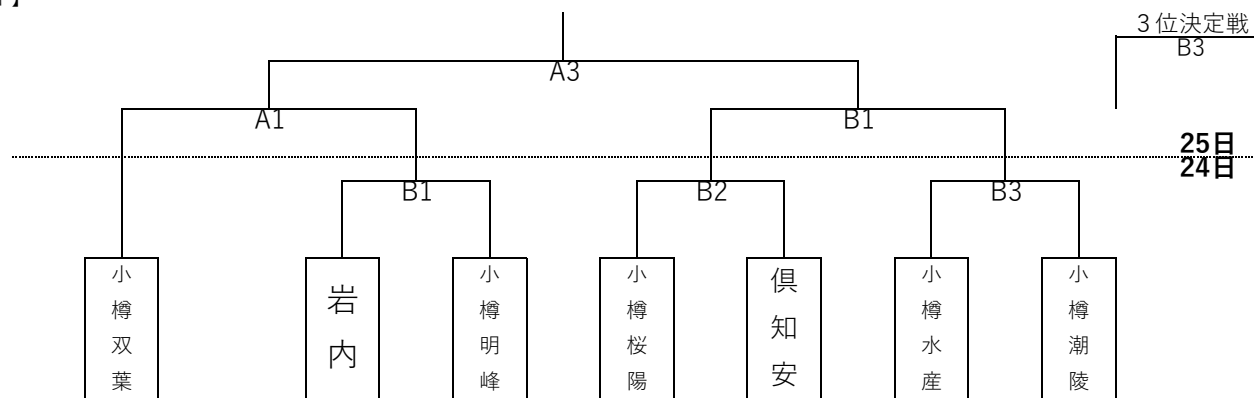 3位決定戦
B3
A3
A1
B1
25日
24日
B1
B2
B3
小樽双葉
岩内
小樽明峰
小樽桜陽
倶知安
小樽水産
小樽潮陵